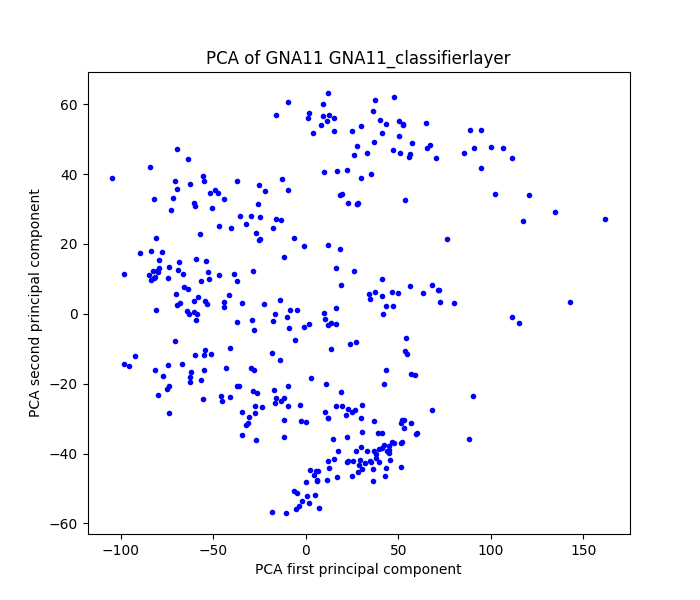 PCA of GNA11 GNA11_classifierlayer
60
40
20
0
−20
−40
−60
PCA second principal component
−100 −50 0 50 100 150
PCA first principal component